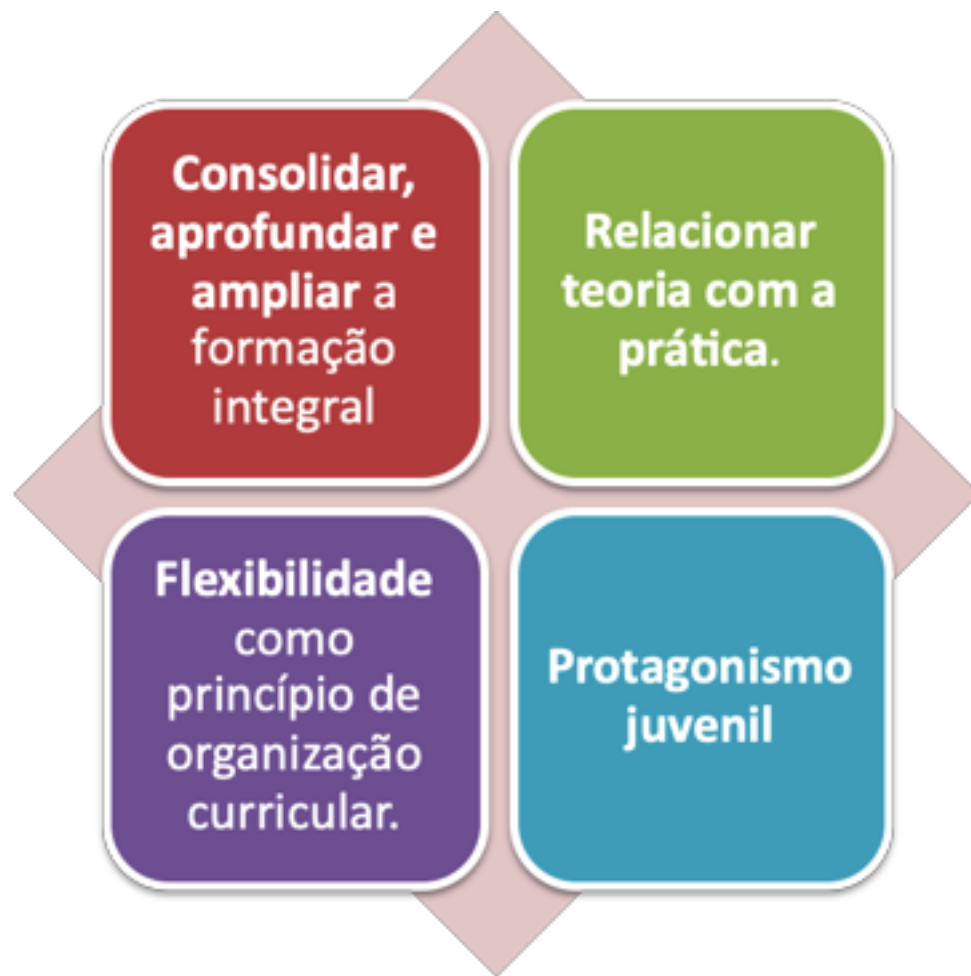 Consolidar,
aprofundar e
ampliar a
formação
integral
Relacionar
teoria com a
prática.
Flexibilidade
como
princípio de
organização
curricular.
Protagonismo
juvenil